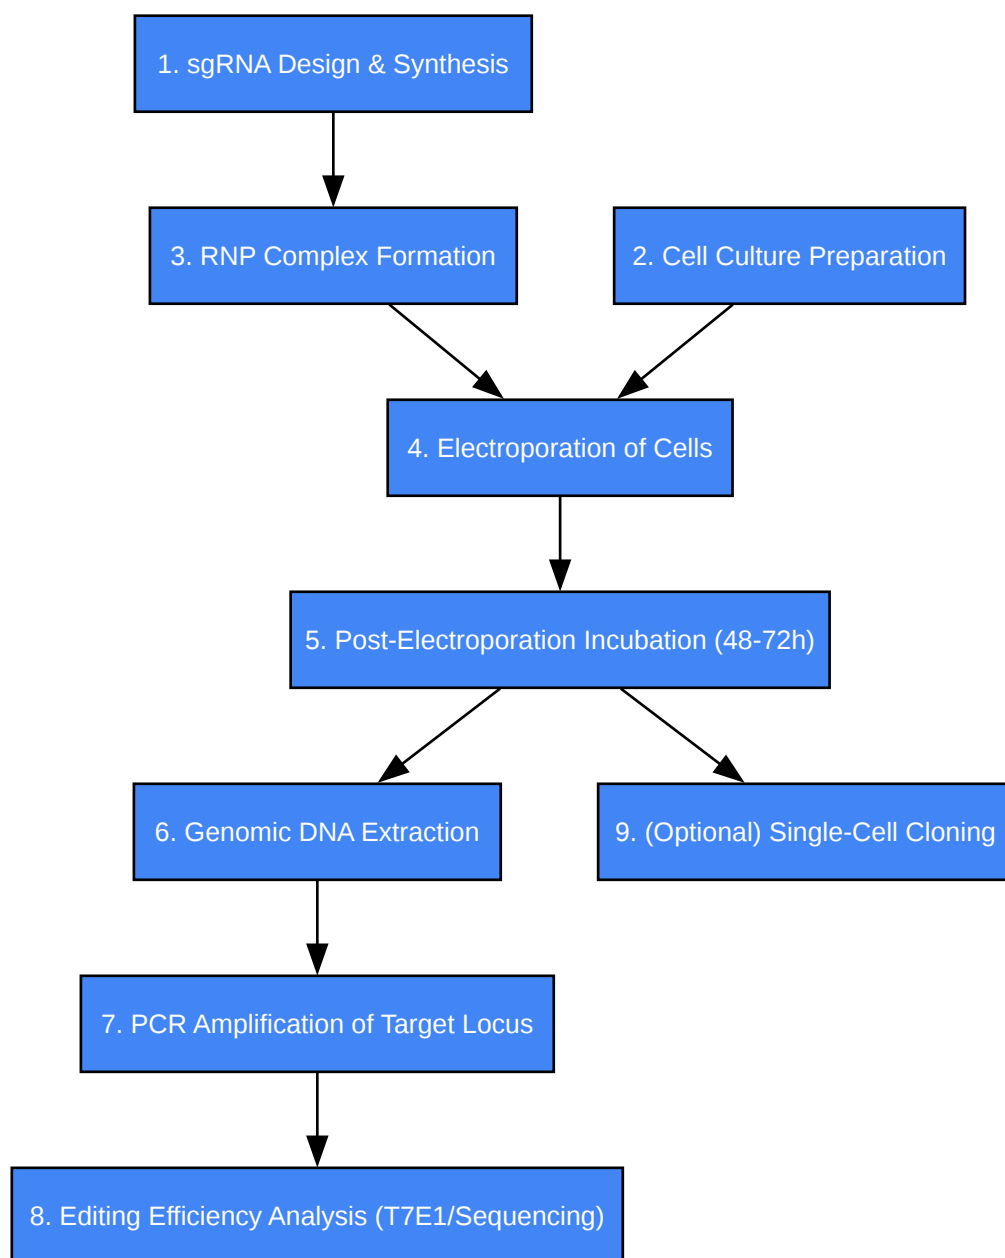 1. sgRNA Design & Synthesis
3. RNP Complex Formation
2. Cell Culture Preparation
4. Electroporation of Cells
5. Post-Electroporation Incubation (48-72h)
6. Genomic DNA Extraction
9. (Optional) Single-Cell Cloning
7. PCR Amplification of Target Locus
8. Editing Efficiency Analysis (T7E1/Sequencing)